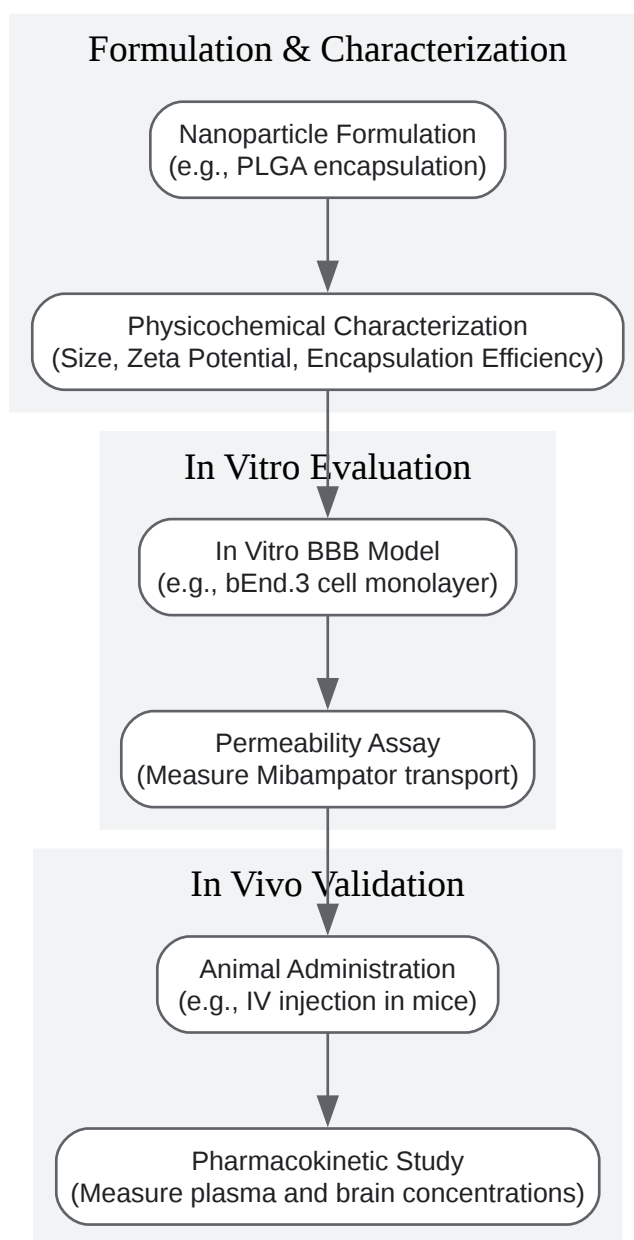 Formulation & Characterization
Nanoparticle Formulation
(e.g., PLGA encapsulation)
Physicochemical Characterization
(Size, Zeta Potential, Encapsulation Efficiency)
In Vitro Evaluation
In Vitro BBB Model
(e.g., bEnd.3 cell monolayer)
Permeability Assay
(Measure Mibampator transport)
In Vivo Validation
Animal Administration
(e.g., IV injection in mice)
Pharmacokinetic Study
(Measure plasma and brain concentrations)